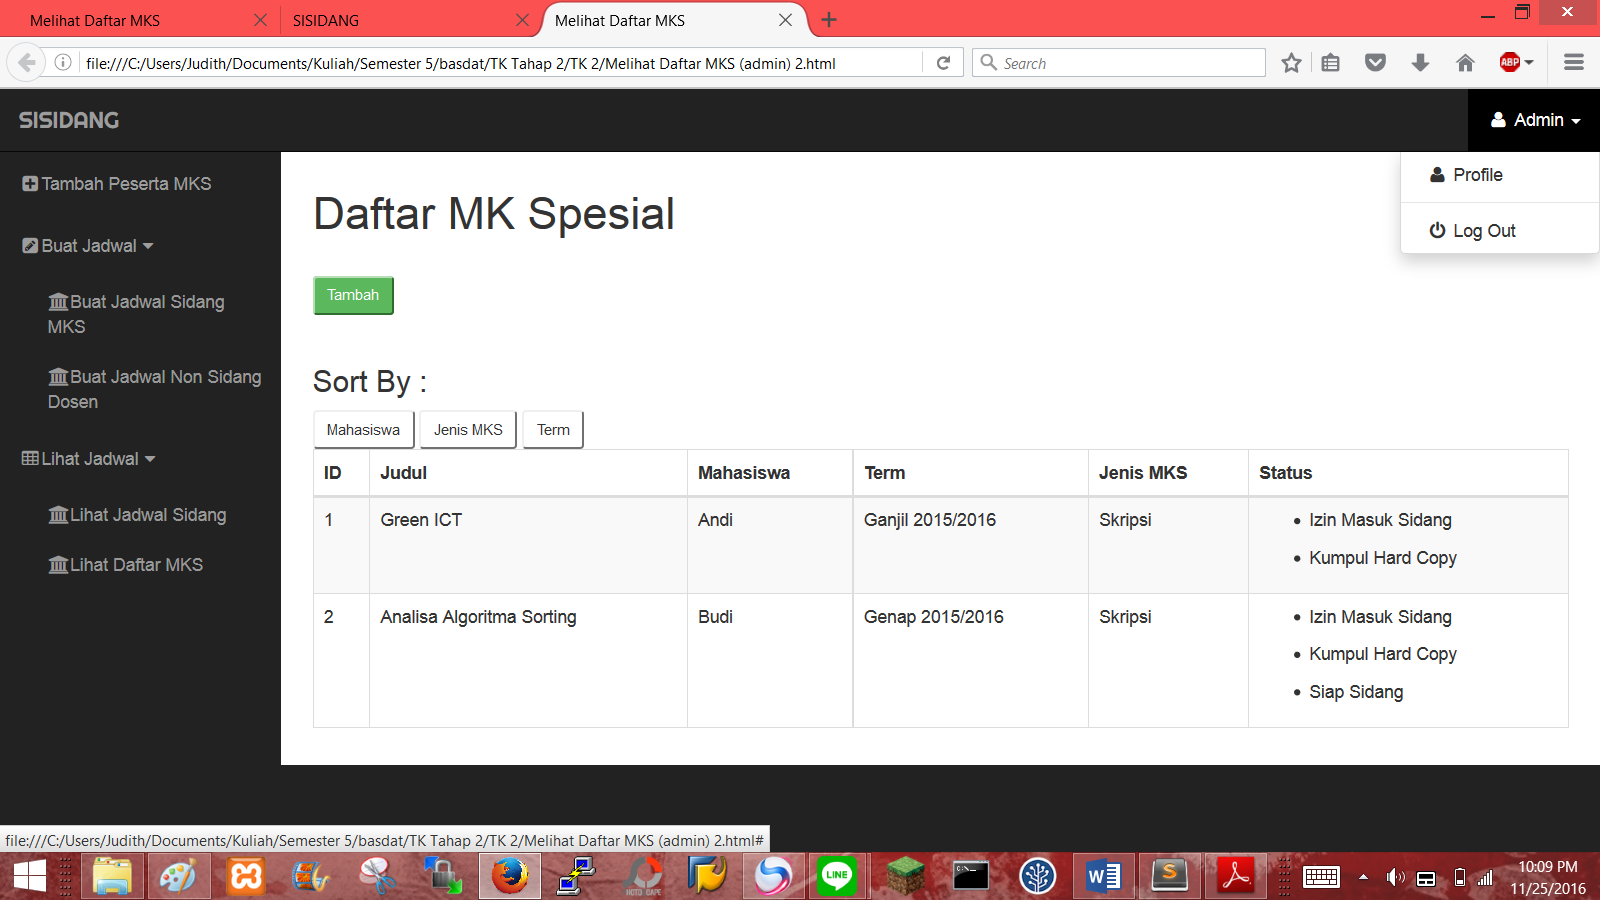 Melihat Daftar MKS
SISIDANG
Melihat Daftar MKS
file:///C:/Users/Judith/Documents/Kuliah/Semester 5/basdat/TK Tahap 2/TK 2/Melihat Daftar MKS (admin) 2.html
Search
ABP
SISIDANG
Admin
Profile
Log Out
Tambah Peserta MKS
Buat Jadwal
Buat Jadwal Sidang
MKS
Buat Jadwal Non Sidang
Dosen
Lihat Jadwal
Lihat Jadwal Sidang
Lihat Daftar MKS
Daftar MK Spesial
Tambah
Sort By :
Mahasiswa Jenis MKS Term
ID Judul Mahasiswa Term Jenis MKS Status
1 Green ICT Andi Ganjil 2015/2016 Skripsi Izin Masuk Sidang
Kumpul Hard Copy
2 Analisa Algoritma Sorting Budi Genap 2015/2016 Skripsi Izin Masuk Sidang
Kumpul Hard Copy
Siap Sidang
file:///C:/Users/Judith/Documents/Kuliah/Semester 5/basdat/TK Tahap 2/TK 2/Melihat Daftar MKS (admin) 2.html#
LINE
10:09 PM
11/25/2016